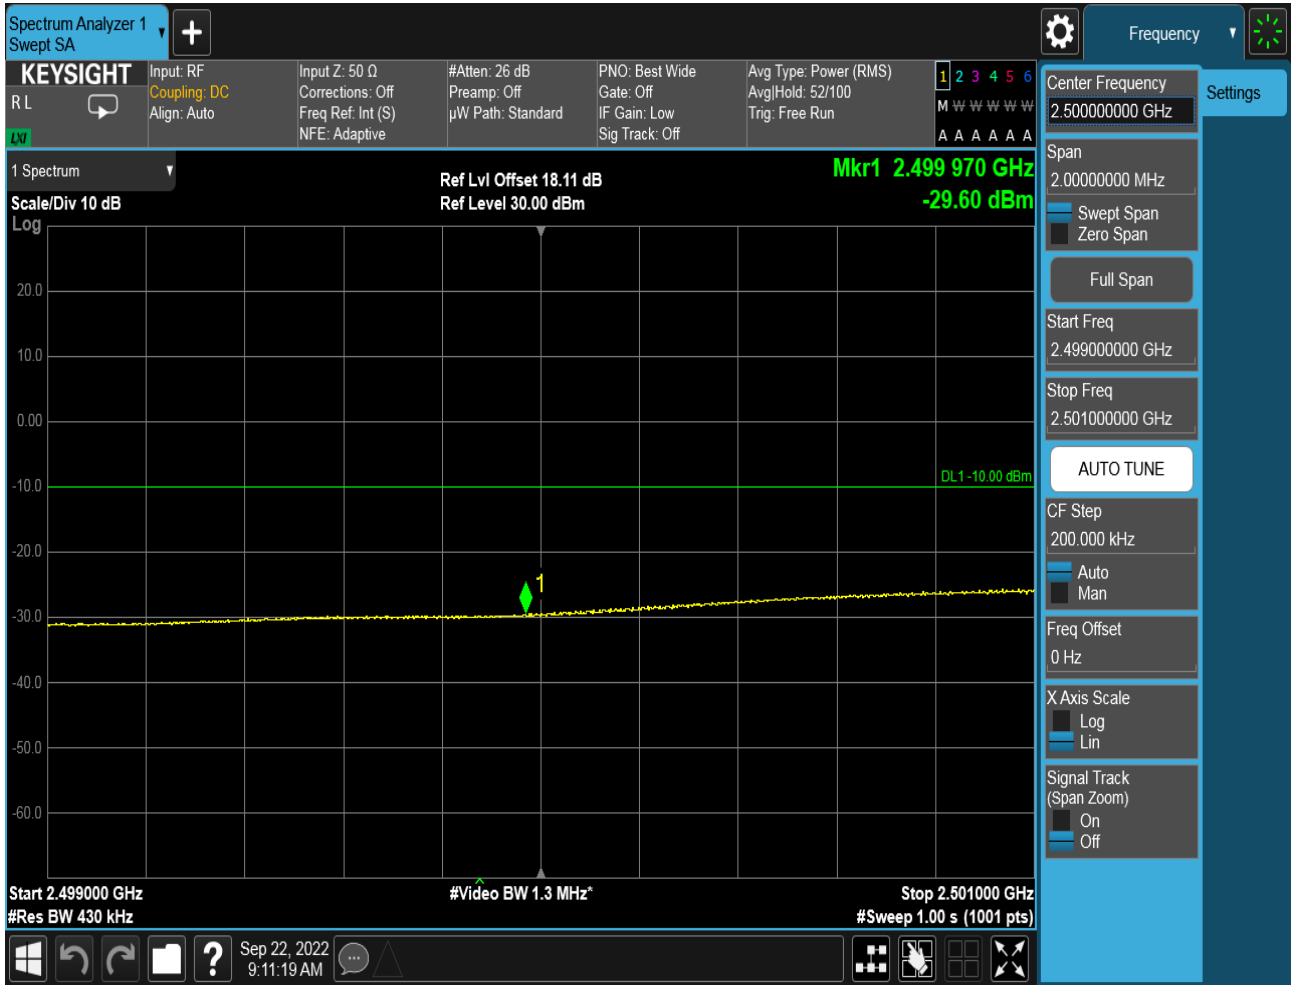 Spectrum Analyzer 1
Swept SA
+
Frequency
KEYSIGHT
R L
LXI
Input: RF
Coupling: DC
Align: Auto
Input Z: 50 Ω
Corrections: Off
Freq Ref: Int (S)
NFE: Adaptive
#Atten: 26 dB
Preamp: Off
µW Path: Standard
PNO: Best Wide
Gate: Off
IF Gain: Low
Sig Track: Off
Avg Type: Power (RMS)
Avg|Hold: 52/100
Trig: Free Run
1 2 3 4 5 6
M W W W W W
A A A A A A
1 Spectrum
Scale/Div 10 dB
Log
Ref Lvl Offset 18.11 dB
Ref Level 30.00 dBm
Mkr1 2.499 970 GHz
-29.60 dBm
20.0
10.0
0.00
-10.0
-20.0
-30.0
-40.0
-50.0
-60.0
DL1 -10.00 dBm
1
Start 2.499000 GHz
#Res BW 430 kHz
#Video BW 1.3 MHz*
Stop 2.501000 GHz
#Sweep 1.00 s (1001 pts)
Center Frequency
2.500000000 GHz
Span
2.00000000 MHz
Swept Span
Zero Span
Full Span
Start Freq
2.499000000 GHz
Stop Freq
2.501000000 GHz
AUTO TUNE
CF Step
200.000 kHz
Auto
Man
Freq Offset
0 Hz
X Axis Scale
Log
Lin
Signal Track
(Span Zoom)
On
Off
Settings
?
Sep 22, 2022
9:11:19 AM